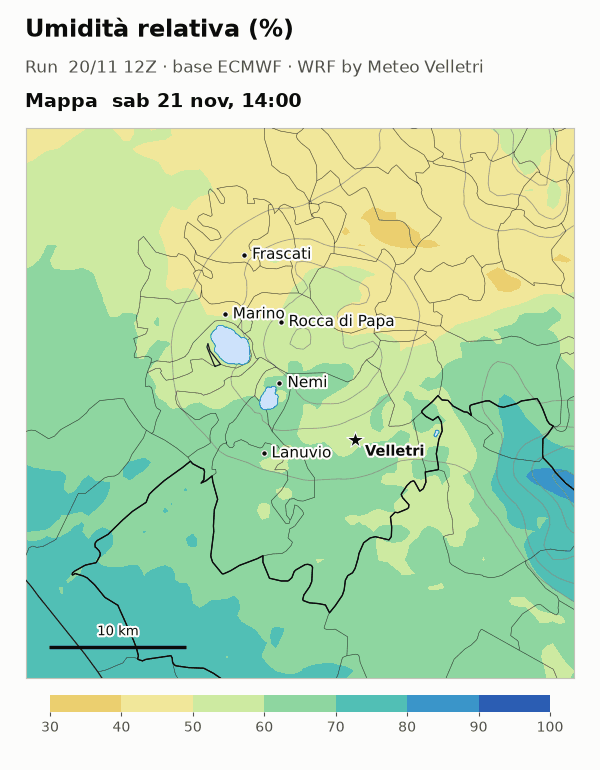 Umidità relativa (%)
Run  20/11 12Z · base ECMWF · WRF by Meteo Velletri
Mappa  sab 21 nov, 14:00
Frascati
Marino
Rocca di Papa
Nemi
Velletri
Lanuvio
10 km
30 40 50 60 70 80 90 100